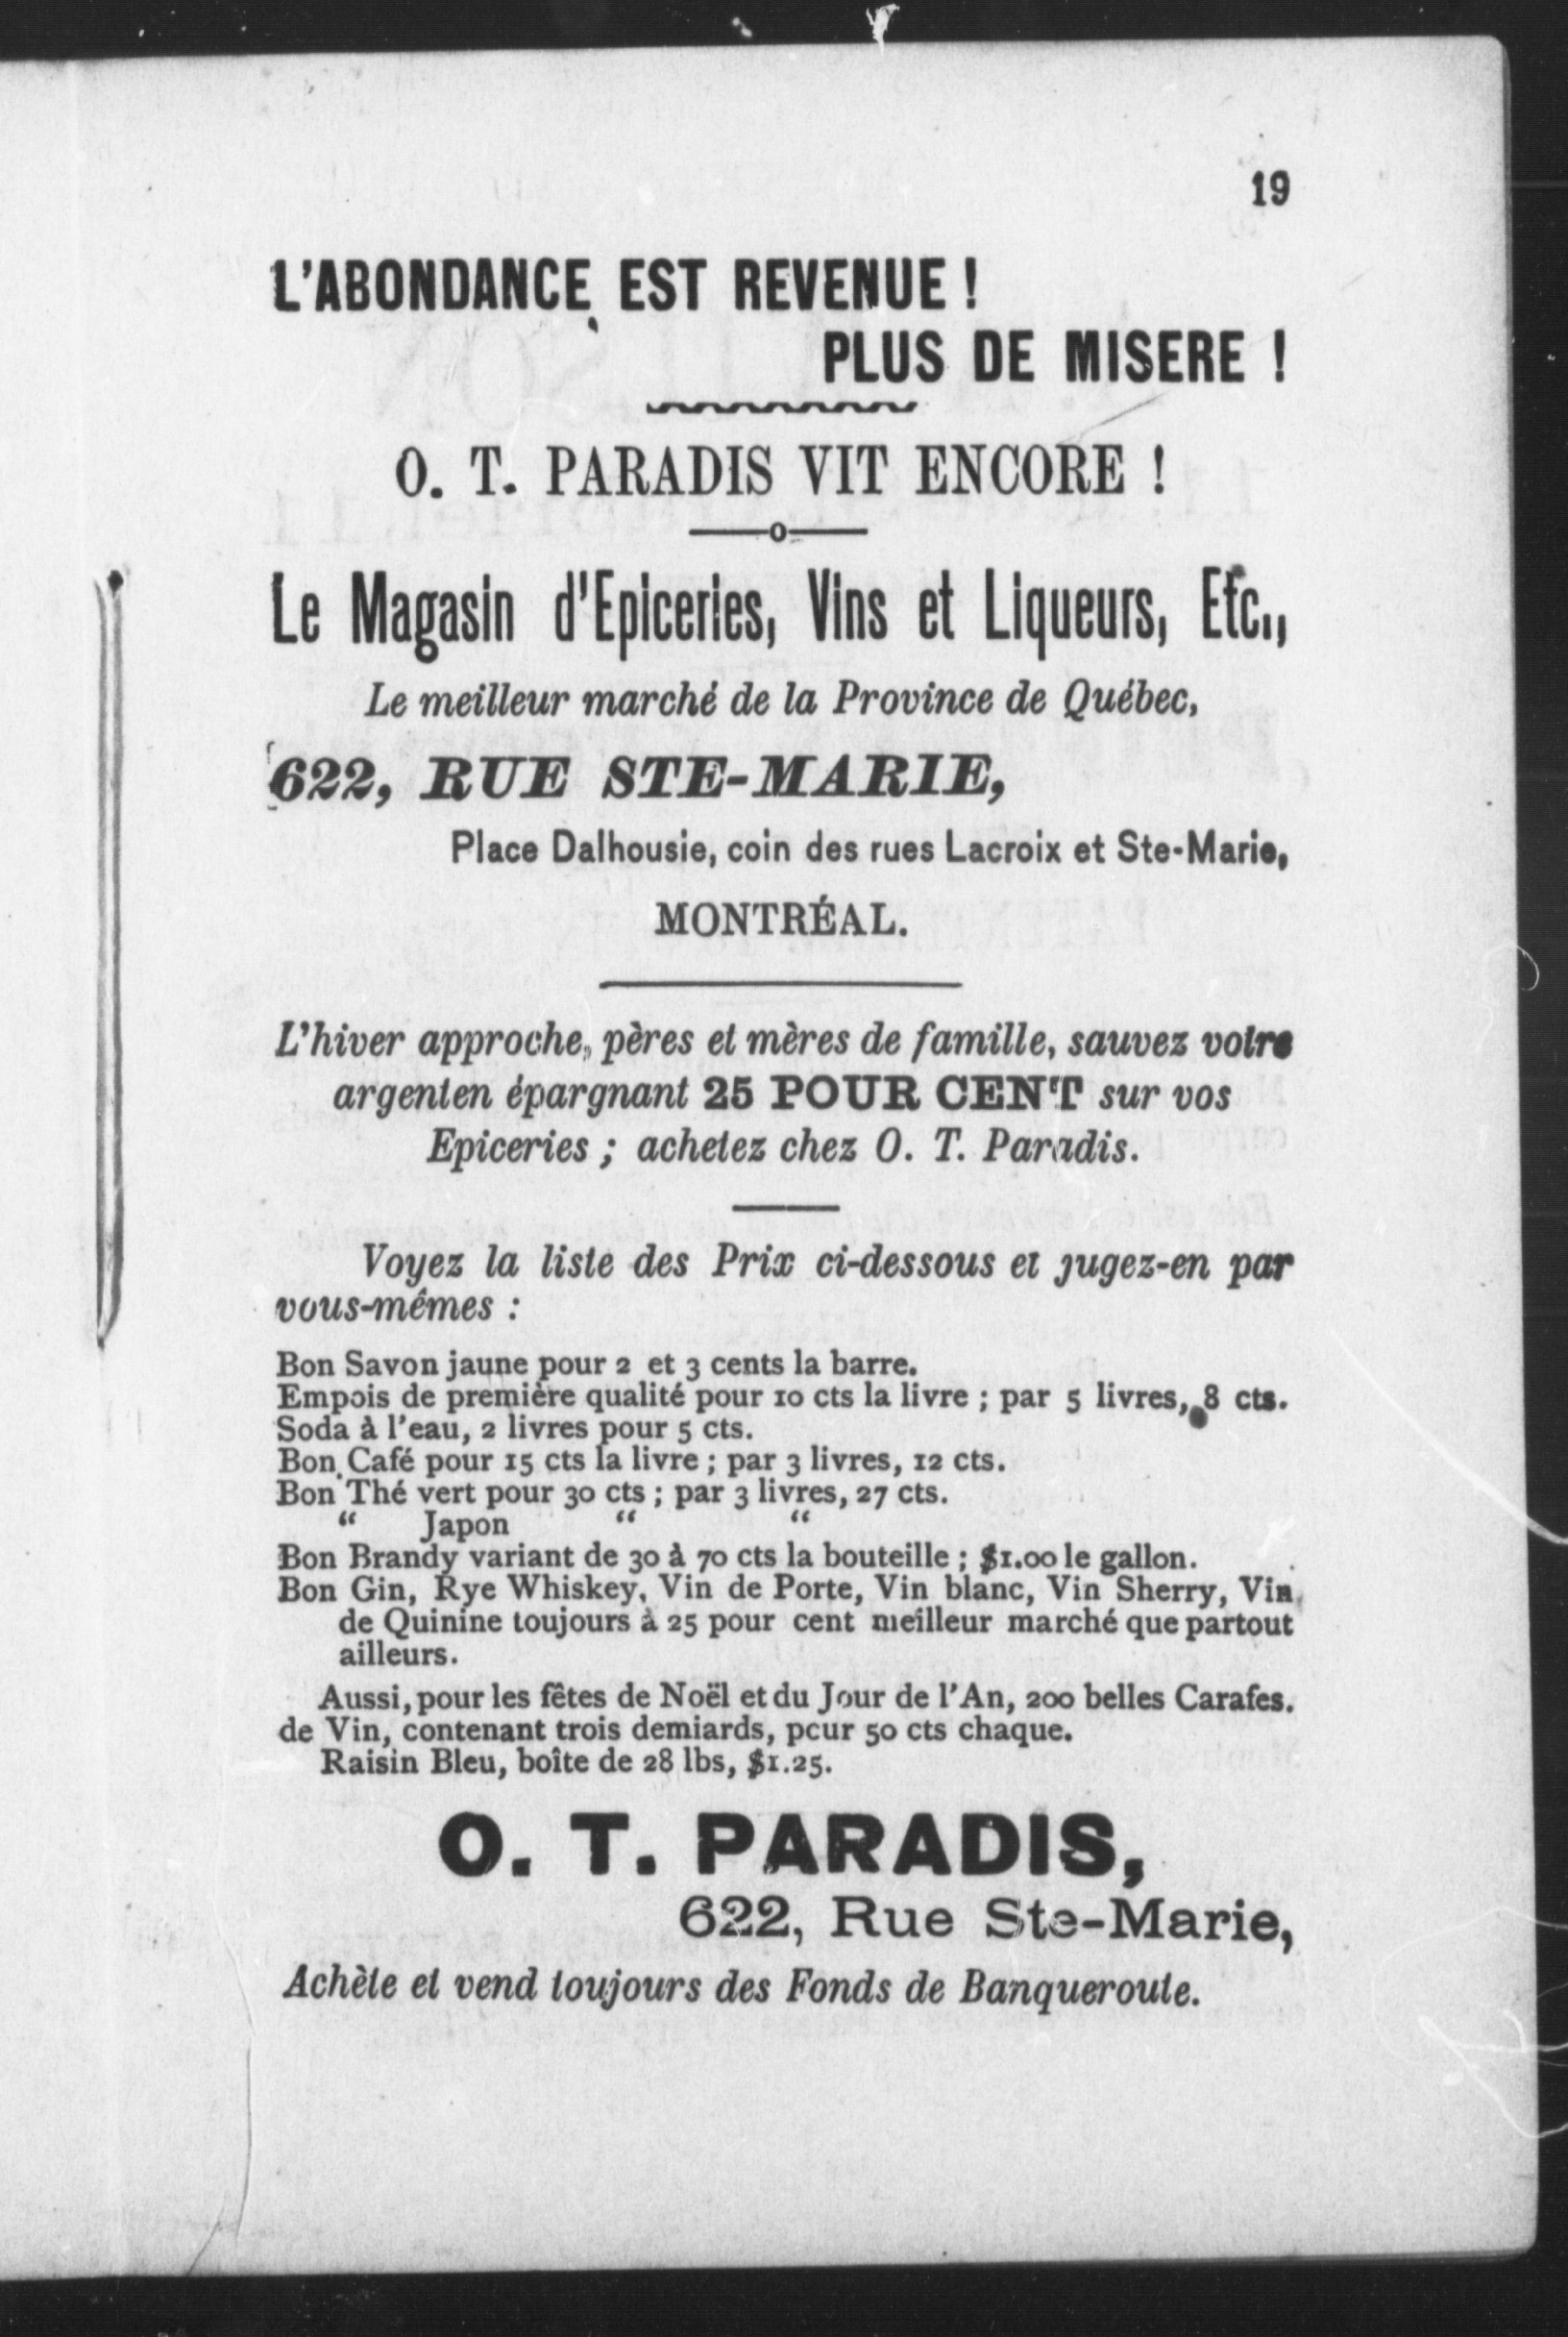 19
L'ABONDANCE EST REVENUE !
PLUS DE MISERE !
O. T. PARADIS VIT ENCORE !
Le Magasin d'Epiceries, Vins et Liqueurs, Etc.,
Le meilleur marché de la Province de Québec,
622, RUE STE-MARIE,
Place Dalhousie, coin des rues Lacroix et Ste-Marie,
MONTRÉAL.
L'hiver approche, pères et mères de famille, sauvez votre
argenten épargnant 25 POUR CENT sur vos
Epiceries ; achetez chez O. T. Paradis.
Voyez la liste des Prix ci-dessous et jugez-en par
vous-mêmes :
Bon Savon jaune pour 2 et 3 cents la barre.
Empois de première qualité pour 10 cts la livre ; par 5 livres, 8 cts.
Soda à l'eau, 2 livres pour 5 cts.
Bon Café pour 15 cts la livre ; par 3 livres, 12 cts.
Bon Thé vert pour 30 cts ; par 3 livres, 27 cts.
“ Japon “ “
Bon Brandy variant de 30 à 70 cts la bouteille ; $1.00 le gallon.
Bon Gin, Rye Whiskey, Vin de Porte, Vin blanc, Vin Sherry, Vin
de Quinine toujours à 25 pour cent meilleur marché que partout
ailleurs.
Aussi, pour les fêtes de Noël et du Jour de l'An, 200 belles Carafes.
de Vin, contenant trois demiards, pcur 50 cts chaque.
Raisin Bleu, boîte de 28 lbs, $1.25.
O. T. PARADIS,
622, Rue Ste-Marie,
Achète et vend toujours des Fonds de Banqueroute.